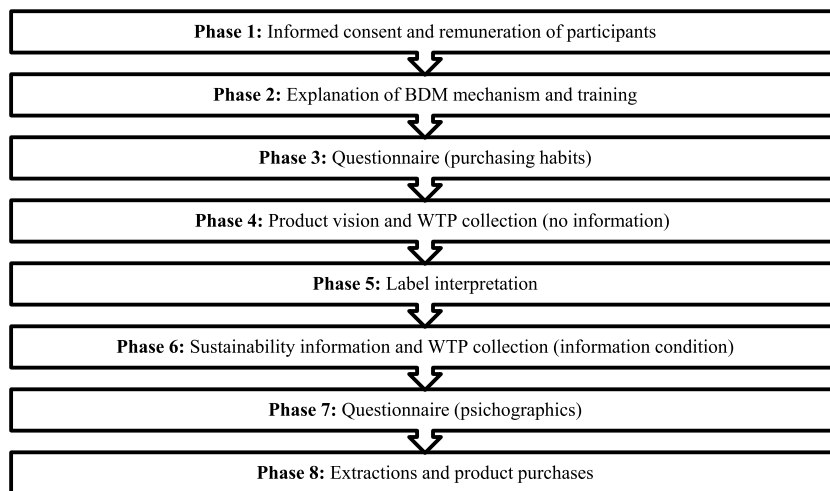 Phase 1: Informed consent and remuneration of participants
Phase 2: Explanation of BDM mechanism and training
Phase 3: Questionnaire (purchasing habits)
Phase 4: Product vision and WTP collection (no information)
Phase 5: Label interpretation
Phase 6: Sustainability information and WTP collection (information condition)
Phase 7: Questionnaire (psichographics)
Phase 8: Extractions and product purchases